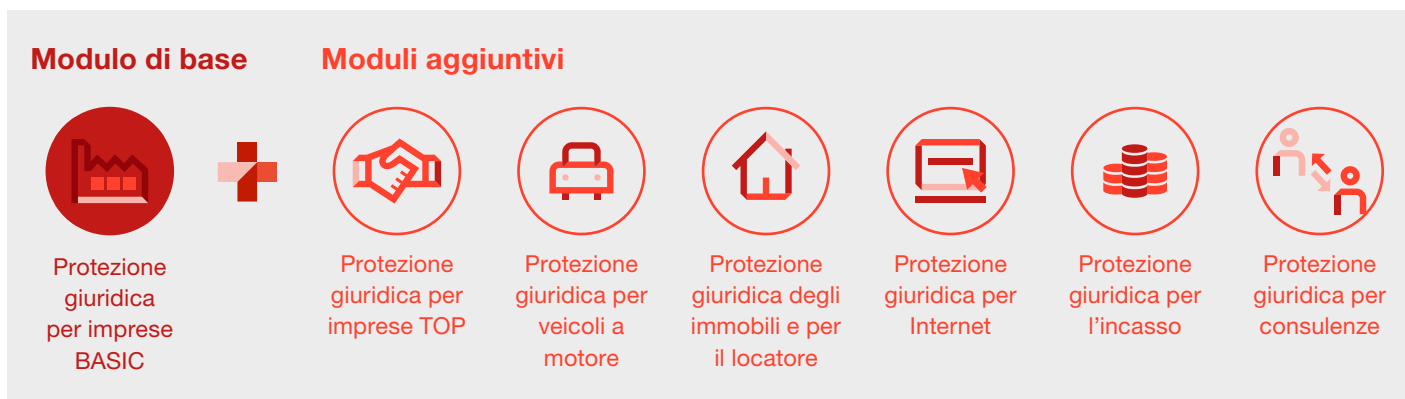 Modulo di base
Moduli aggiuntivi
Protezione
giuridica
per imprese
BASIC
Protezione
giuridica per
imprese TOP
Protezione
giuridica per
veicoli a
motore
Protezione
giuridica degli
immobili e per
il locatore
Protezione
giuridica per
Internet
Protezione
giuridica per
l’incasso
Protezione
giuridica per
consulenze